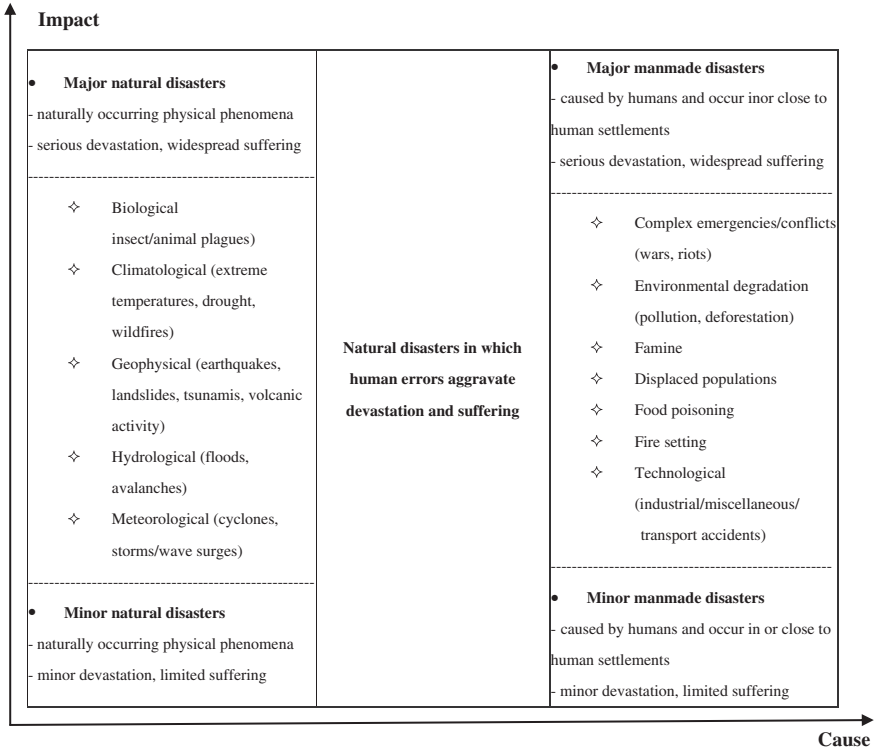 Impact
• Major natural disasters
- naturally occurring physical phenomena
- serious devastation, widespread suffering
✧ Biological
insect/animal plagues)
✧ Climatological (extreme
temperatures, drought,
wildfires)
✧ Geophysical (earthquakes,
landslides, tsunamis, volcanic
activity)
✧ Hydrological (floods,
avalanches)
✧ Meteorological (cyclones,
storms/wave surges)
• Minor natural disasters
- naturally occurring physical phenomena
- minor devastation, limited suffering
Natural disasters in which
human errors aggravate
devastation and suffering
• Major manmade disasters
- caused by humans and occur inor close to
human settlements
- serious devastation, widespread suffering
✧ Complex emergencies/conflicts
(wars, riots)
✧ Environmental degradation
(pollution, deforestation)
✧ Famine
✧ Displaced populations
✧ Food poisoning
✧ Fire setting
✧ Technological
(industrial/miscellaneous/
transport accidents)
• Minor manmade disasters
- caused by humans and occur in or close to
human settlements
- minor devastation, limited suffering
Cause